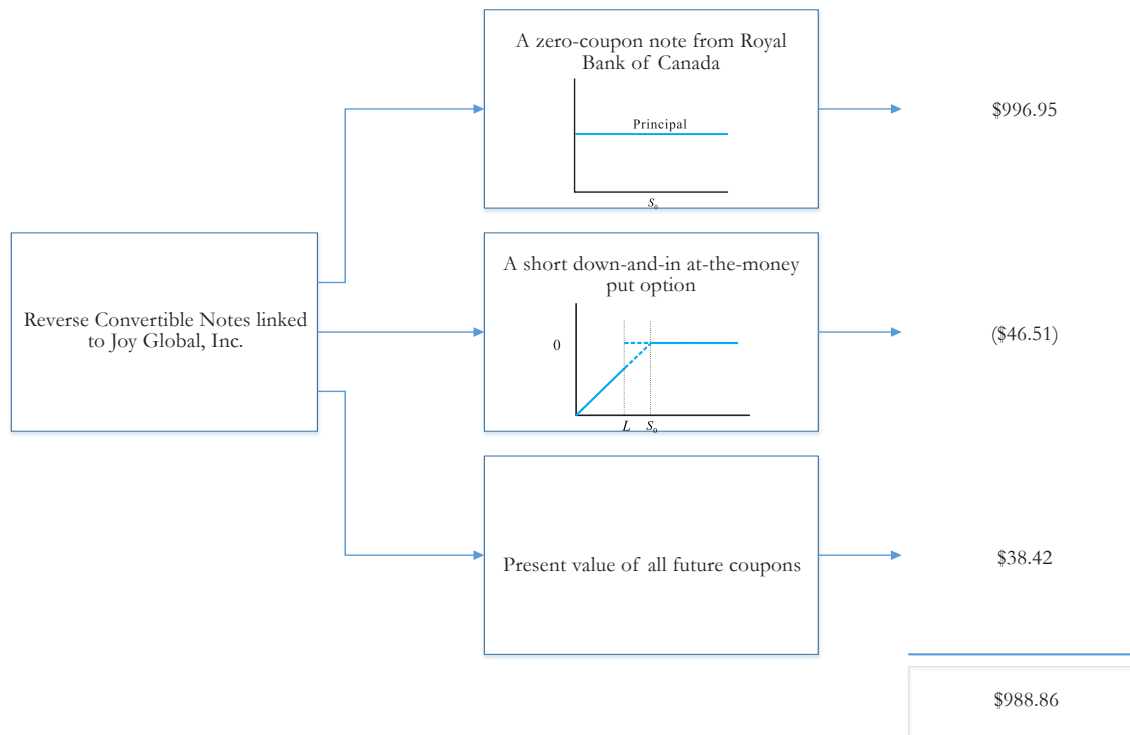 A zero-coupon note from Royal
Bank of Canada
Principal
S₀
$996.95
Reverse Convertible Notes linked
to Joy Global, Inc.
A short down-and-in at-the-money
put option
0
L S₀
($46.51)
Present value of all future coupons
$38.42
$988.86